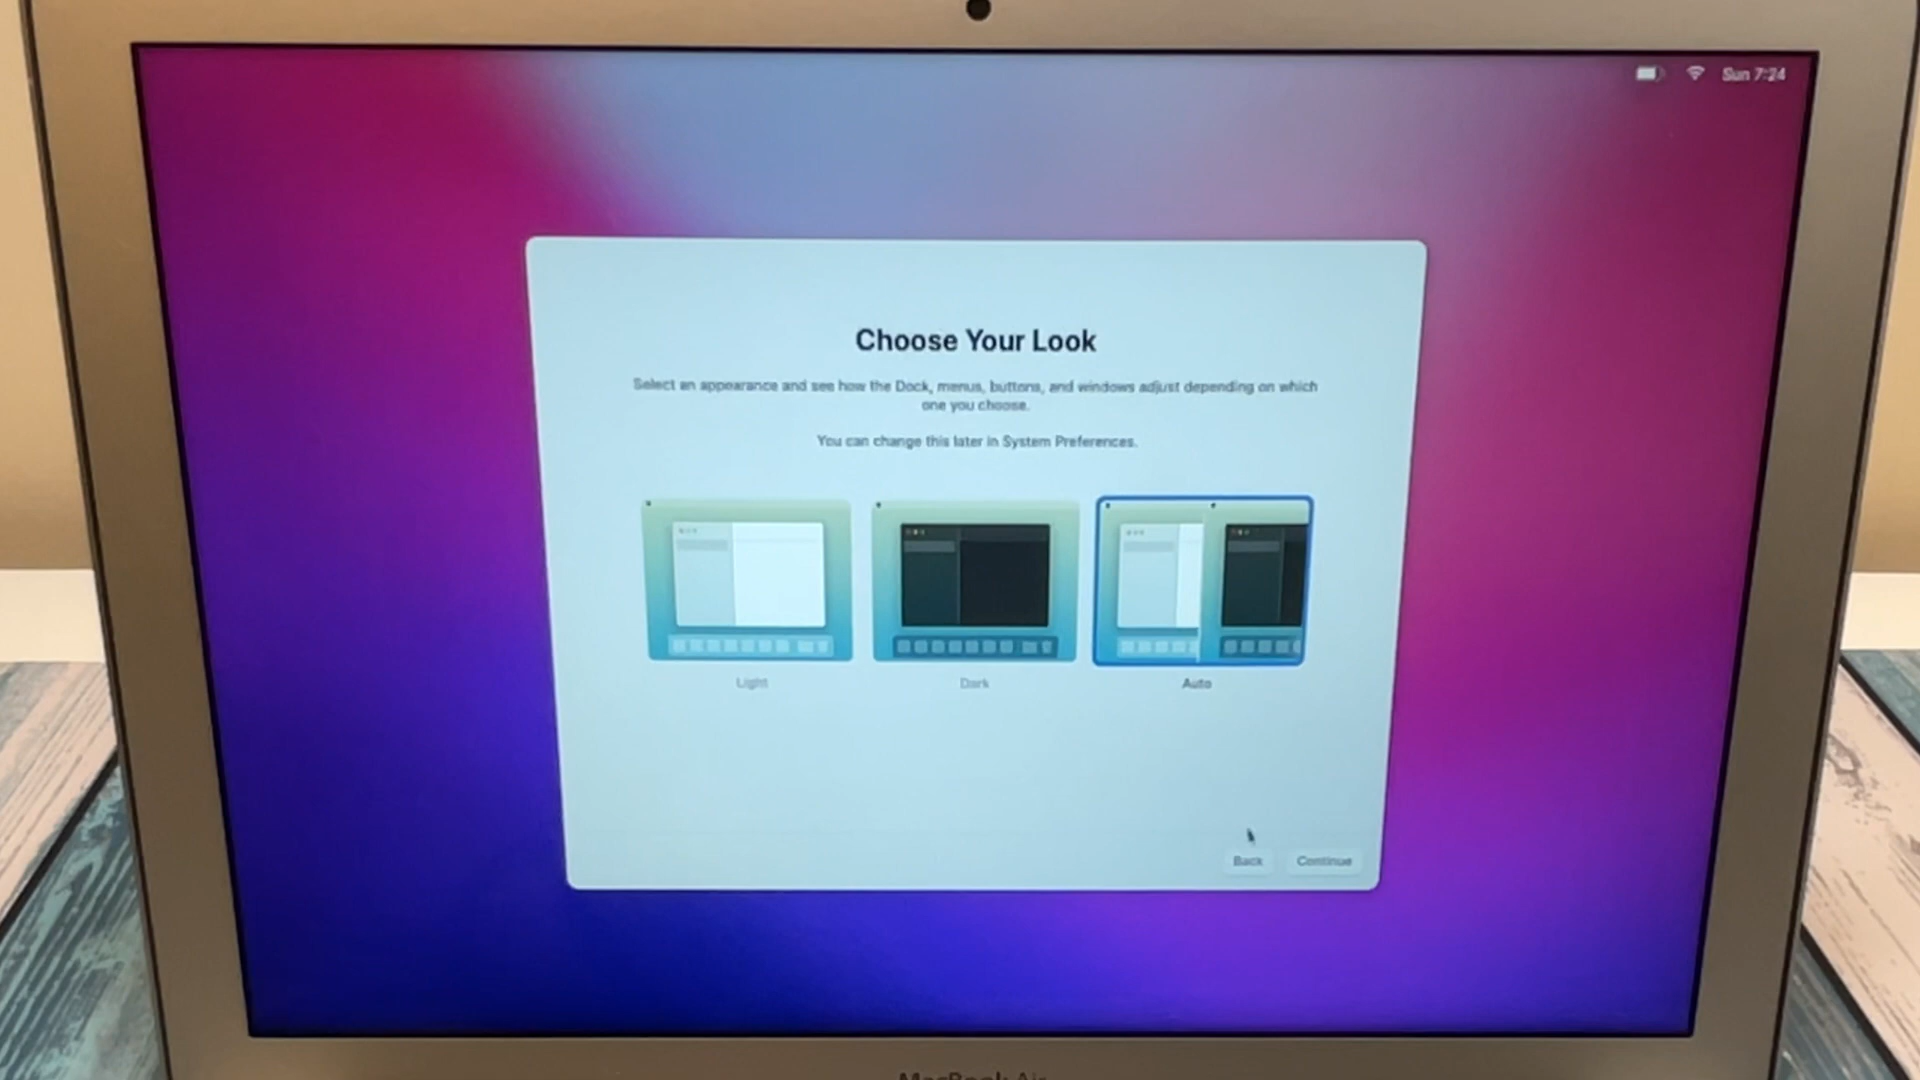 Sun 7:24
Choose Your Look
Select an appearance and see how the Dock, menus, buttons, and windows adjust depending on which
one you choose.
You can change this later in System Preferences.
Light
Dark
Auto
Back
Continue
MacBook Air